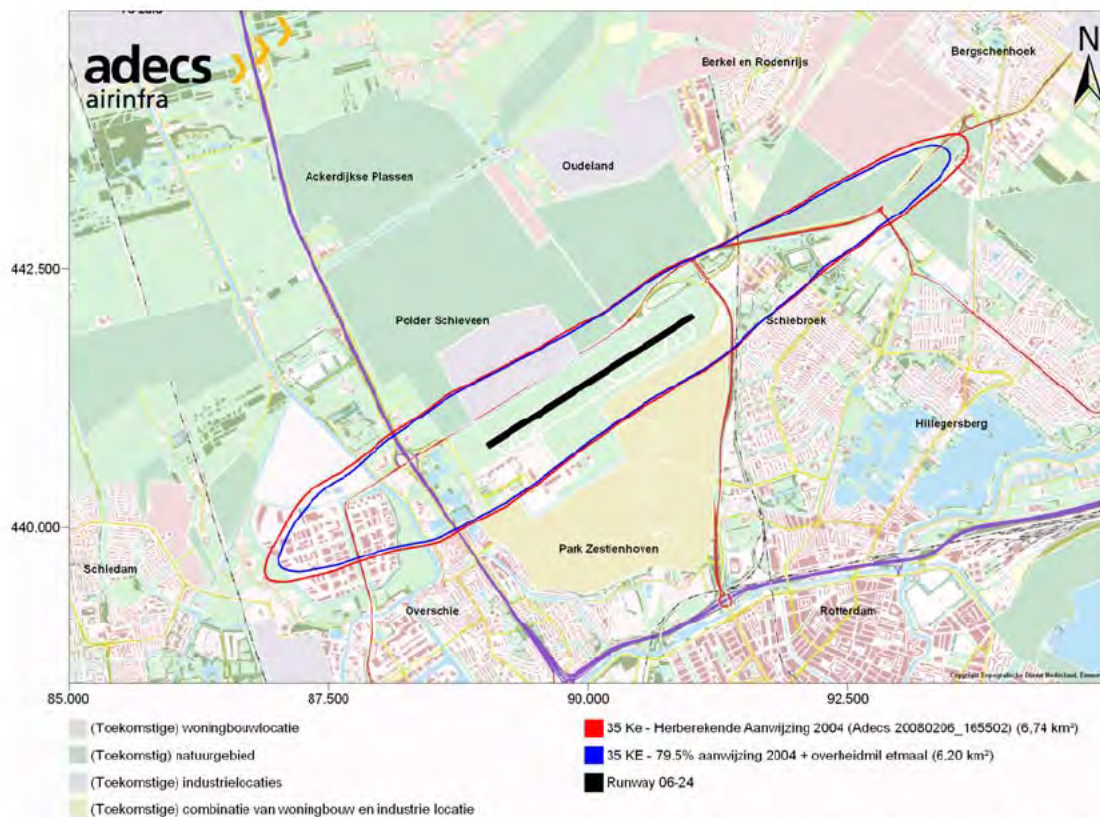 adecs
airinfra
N
Bergschenhoek
Berkel en Rodenrijs
Oudeland
Ackerdijkse Plassen
442.500
Polder Schieveen
Schiebroek
Hillegersberg
440.000
Park Zestienhoven
Schiedam
Overschie
Rotterdam
85.000
87.500
90.000
92.500
(Toekomstige) woningbouwlocatie
(Toekomstig) natuurgebied
(Toekomstige) industrielocaties
(Toekomstige) combinatie van woningbouw en industrie locatie
35 Ke - Herberekende Aanwijzing 2004 (Adecs 20080206_165502) (6,74 km²)
35 KE - 79.5% aanwijzing 2004 + overheidmil etmaal (6,20 km²)
Runway 06-24